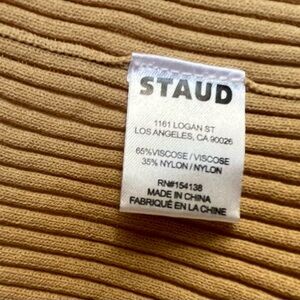 STAUD
1161 LOGAN ST
LOS ANGELES, CA 90026
65%VISCOSE / VISCOSE
35% NYLON / NYLON
RN#154138
MADE IN CHINA
FABRIQUÉ EN LA CHINE